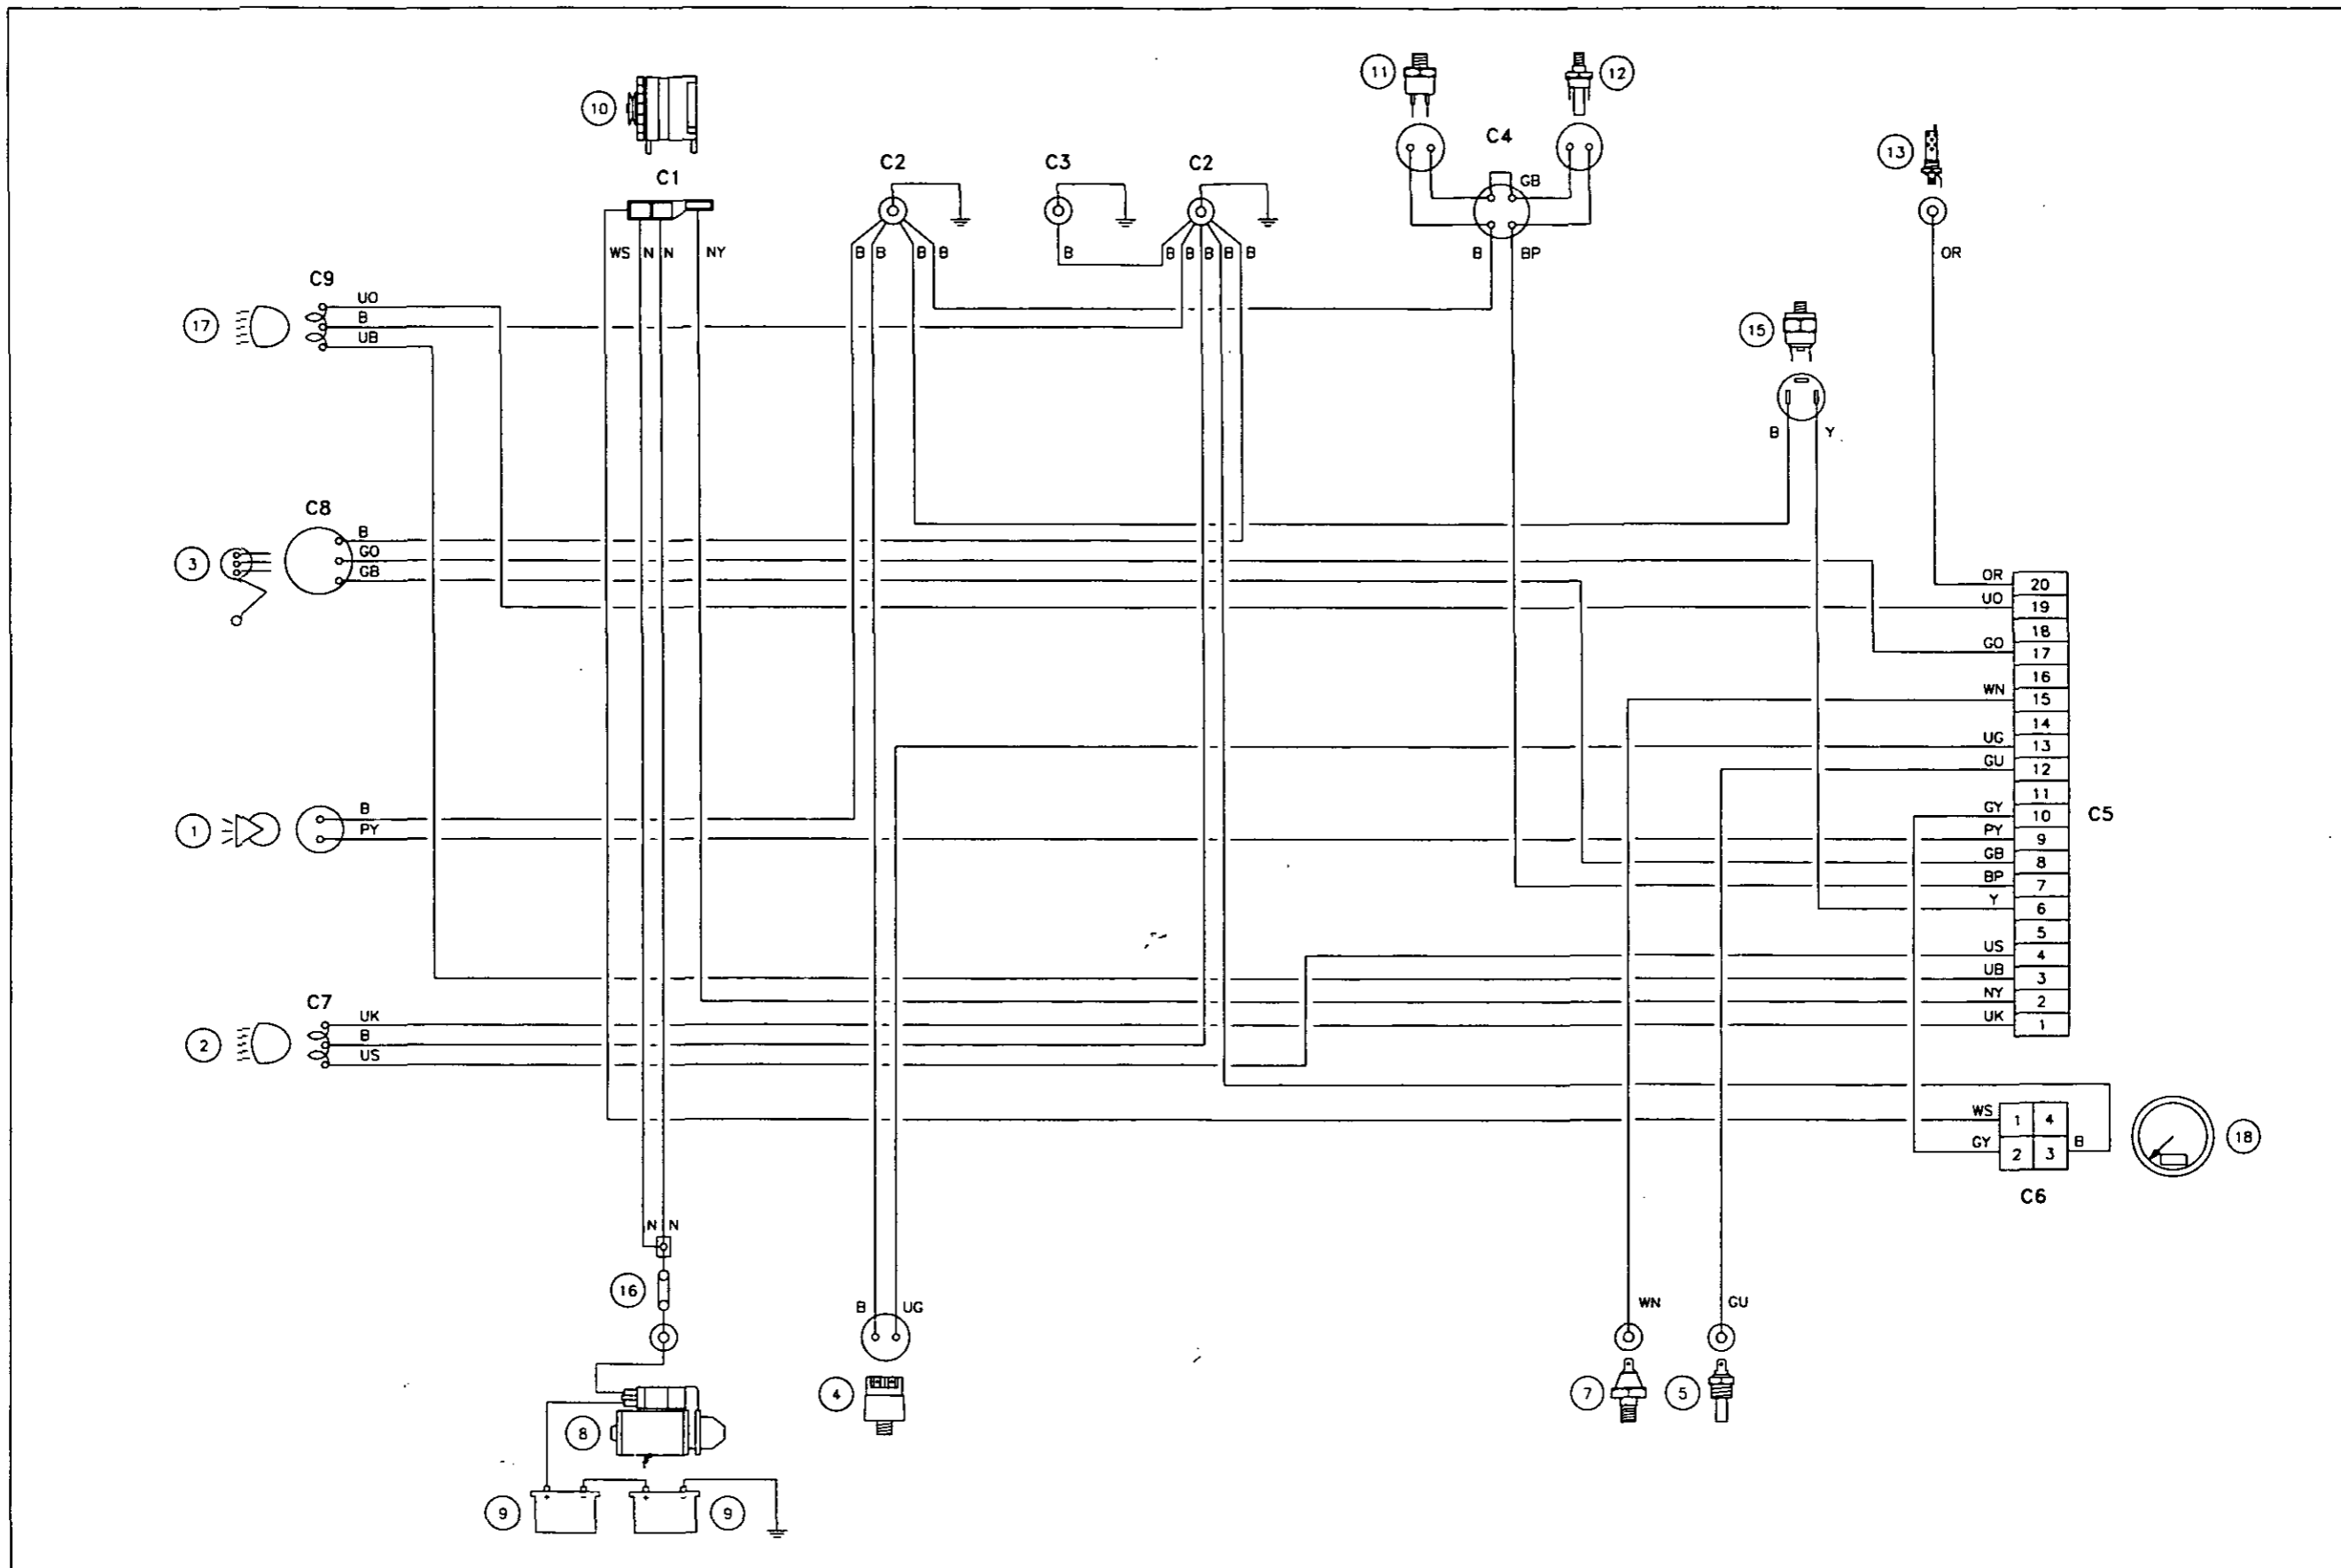 11
12
10
C4
13
C2
C3
C2
C1
GB
WS N N NY
B B B B
B
B B B B B
B BP
OR
C9
UO
17
B
UB
15
B Y
C8
B
3
GO
GB
OR 20
UO 19
18
GO 17
16
WN 15
14
UG 13
GU 12
11
GY 10
C5
PY 9
GB 8
BP 7
Y 6
5
US 4
UB 3
NY 2
UK 1
B
1
PY
C7
UK
2
B
US
WS 1 4
GY 2 3 B
18
C6
N N
16
B UG
WN
GU
4
7
5
8
9
+ -
+ -
9